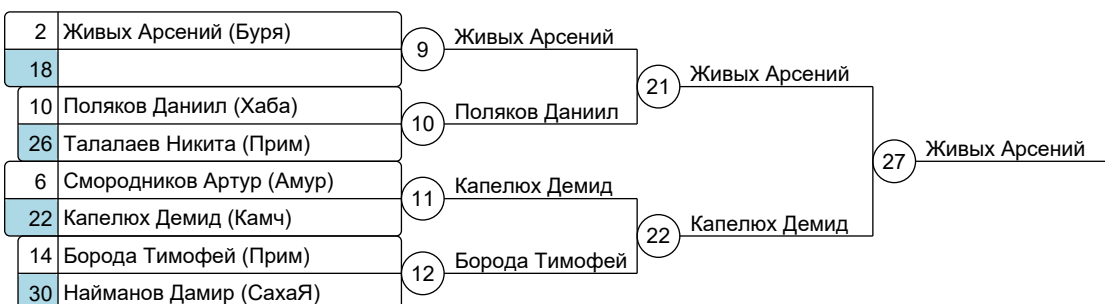 2 Живых Арсений (Буря)
18
10 Поляков Даниил (Хаба)
26 Талалаев Никита (Прим)
6 Смородников Артур (Амур)
22 Капелюх Демид (Камч)
14 Борода Тимофей (Прим)
30 Найманов Дамир (СахаЯ)
9 Живых Арсений
10 Поляков Даниил
11 Капелюх Демид
12 Борода Тимофей
21 Живых Арсений
22 Капелюх Демид
27 Живых Арсений